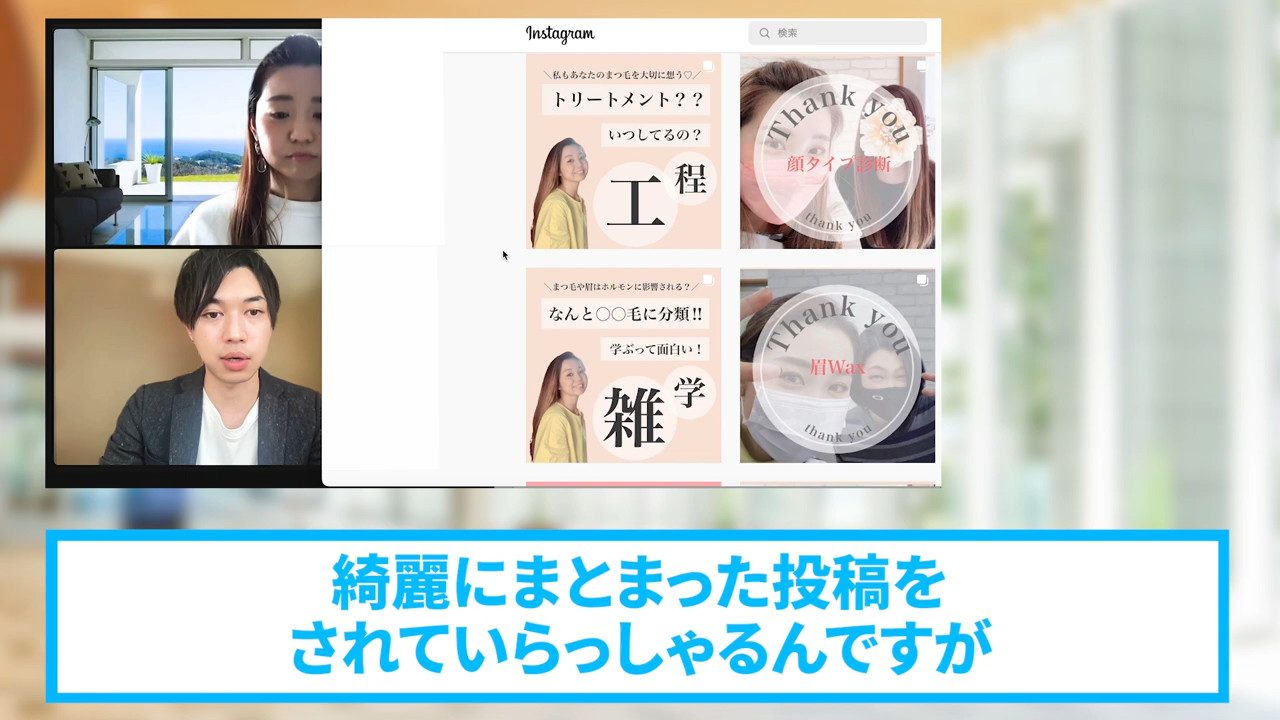 Instagram
検索
＼私もあなたのまつ毛を大切に想う♡／
トリートメント？？
いつしてるの？
工程
Thank you
顔タイプ診断
thank you
＼まつ毛や眉はホルモンに影響される？／
なんと〇〇毛に分類!!
学ぶって面白い！
雑学
Thank you
眉Wax
thank you
綺麗にまとまった投稿を
されていらっしゃるんですが